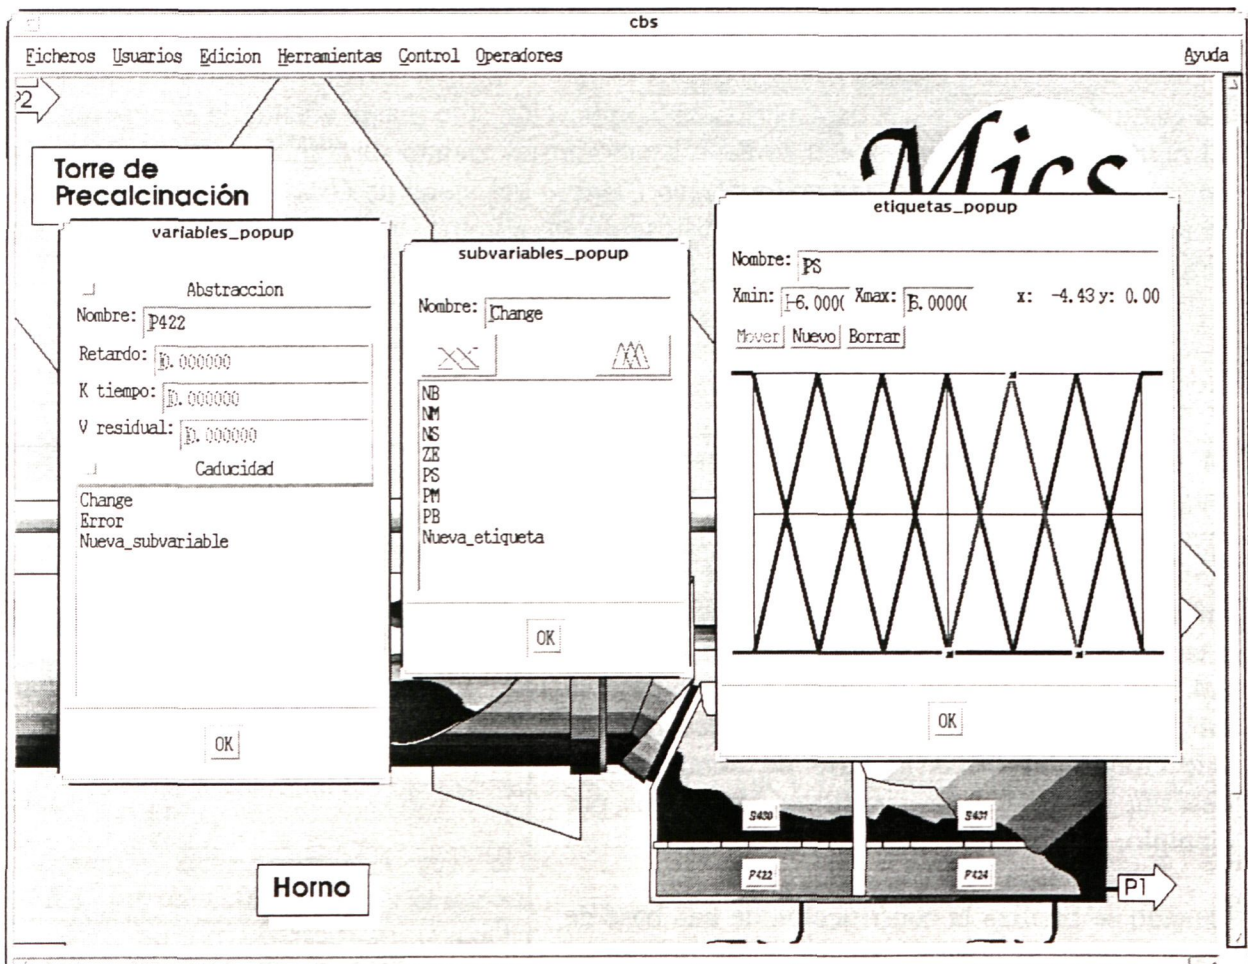 cbs
Ficheros Usuarios Edicion Herramientas Control Operadores Ayuda
P2
Mics
Torre de
Precalcinación
variables_popup
Abstraccion
Nombre: P422
Retardo: 0.000000
K tiempo: 0.000000
V residual: 0.000000
Caducidad
Change
Error
Nueva_subvariable
OK
subvariables_popup
Nombre: Change
NB
NM
NS
ZE
PS
PM
PB
Nueva_etiqueta
OK
etiquetas_popup
Nombre: PS
Xmin: -6.0000 Xmax: 6.0000 x: -4.43 y: 0.00
Mover Nuevo Borrar
OK
S430 S431
P422 P424
Horno
P1